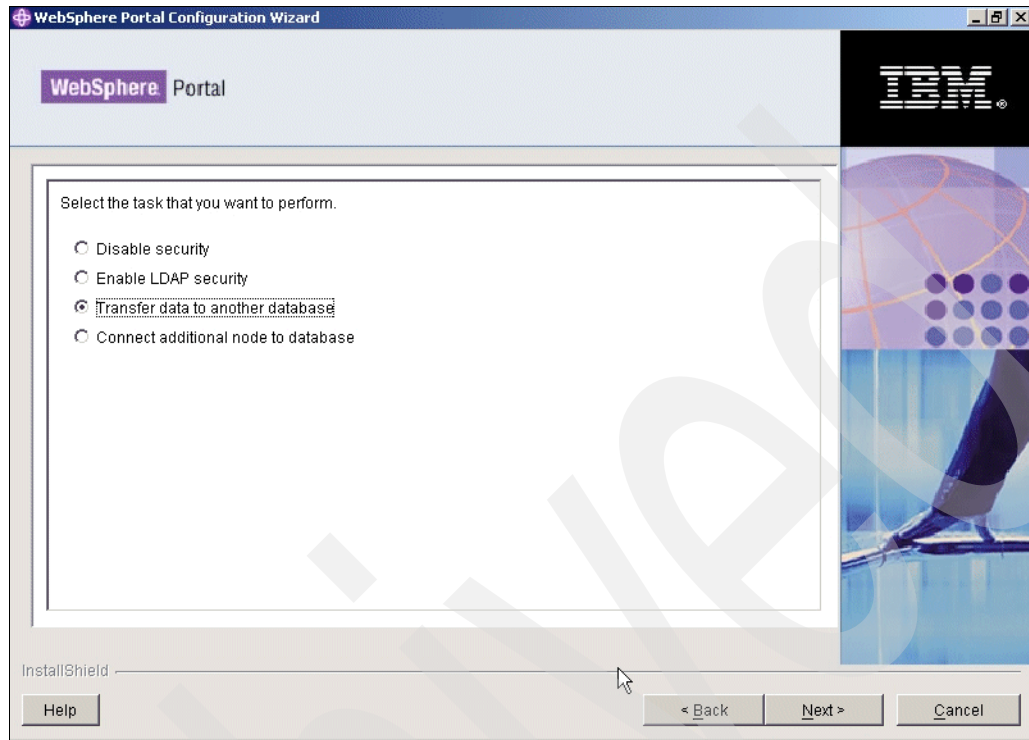 WebSphere Portal Configuration Wizard
WebSphere. Portal
IBM®
Select the task that you want to perform.
Disable security
Enable LDAP security
Transfer data to another database
Connect additional node to database
InstallShield
Help
< Back
Next >
Cancel